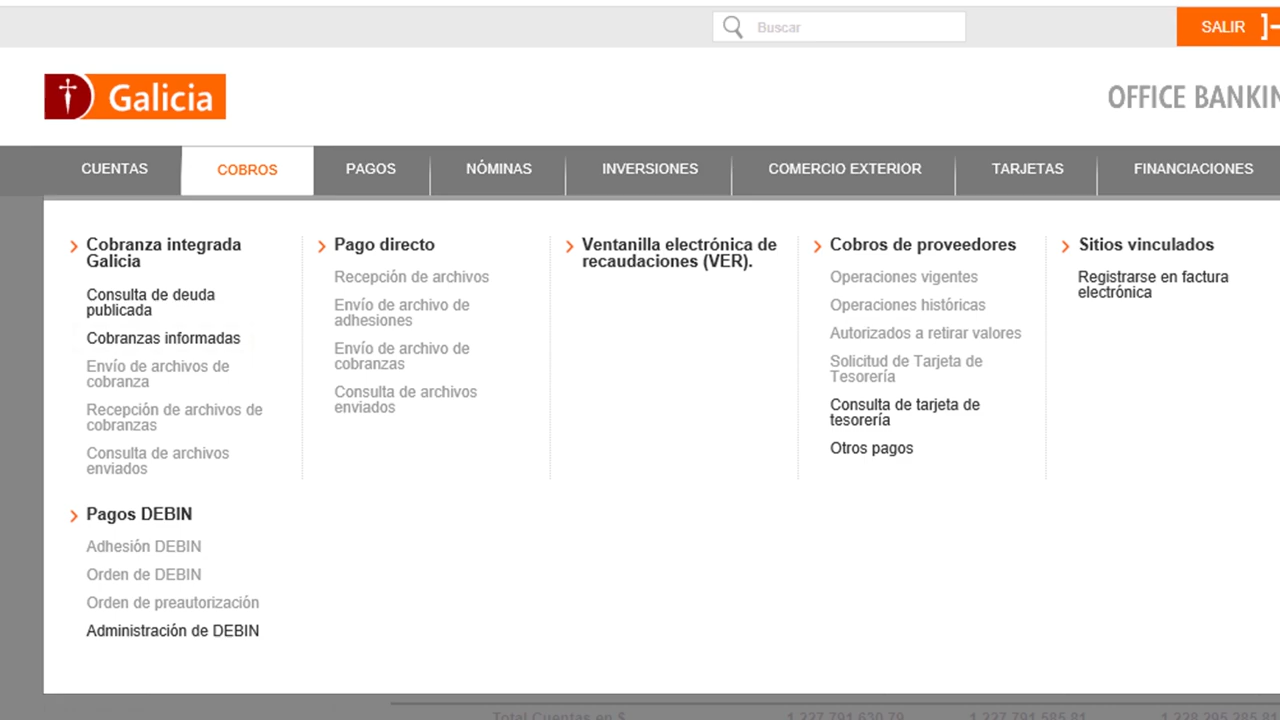 Buscar
SALIR
Galicia
OFFICE BANKIN
CUENTAS
COBROS
PAGOS
NÓMINAS
INVERSIONES
COMERCIO EXTERIOR
TARJETAS
FINANCIACIONES
Cobranza integrada
Galicia
Consulta de deuda
publicada
Cobranzas informadas
Envío de archivos de
cobranza
Recepción de archivos de
cobranzas
Consulta de archivos
enviados
Pago directo
Recepción de archivos
Envío de archivo de
adhesiones
Envío de archivo de
cobranzas
Consulta de archivos
enviados
Ventanilla electrónica de
recaudaciones (VER).
Cobros de proveedores
Operaciones vigentes
Operaciones históricas
Autorizados a retirar valores
Solicitud de Tarjeta de
Tesorería
Consulta de tarjeta de
tesorería
Otros pagos
Sitios vinculados
Registrarse en factura
electrónica
Pagos DEBIN
Adhesión DEBIN
Orden de DEBIN
Orden de preautorización
Administración de DEBIN
Total Cuentas en $